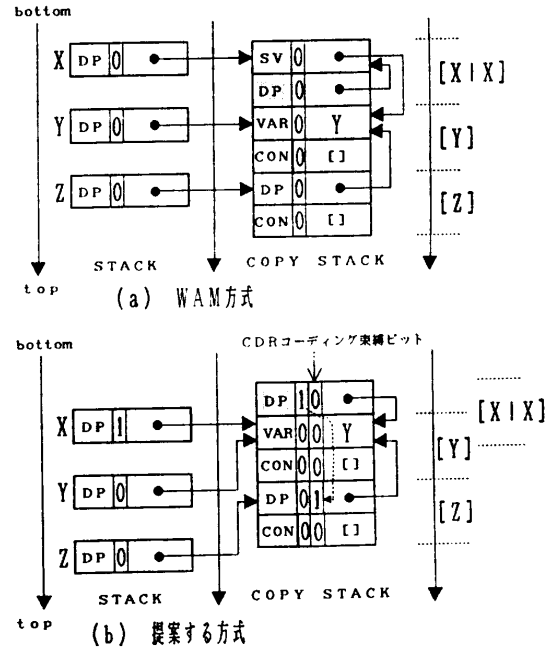 bottom
X DP 0
Y DP 0
Z DP 0
SV 0
DP 0
VAR 0 Y
CON 0 []
DP 0
CON 0 []
[X|X]
[Y]
[Z]
STACK
COPY STACK
top
(a) WAM方式
bottom
CDRコーディング束縛ビット
X DP 1
Y DP 0
Z DP 0
DP 1 0
VAR 0 0 Y
CON 0 0 []
DP 0 1
CON 0 0 []
[X|X]
[Y]
[Z]
STACK
COPY STACK
top
(b) 提案する方式